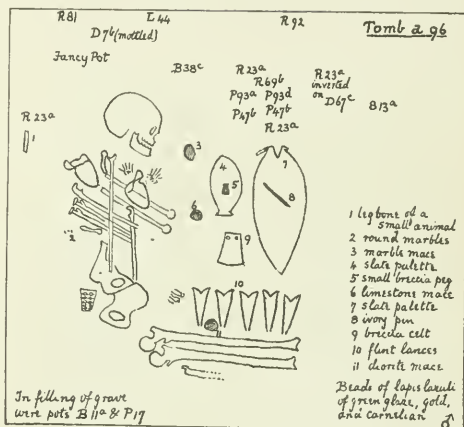 R81 L44 R92
Tomb a 96
D7b (mottled)
Fancy Pot
B38c
R23a
R69b
P93a P93d
P47b P47b
R23a
R23a
inverted
on
D67c
B13a
R23a
1
2
3
4
5
6
7
8
9
10
11
1 legbone of a
small animal
2 round marbles
3 marble mace
4 slate palette
5 small breccia peg
6 limestone mace
7 slate palette
8 ivory pin
9 breccia celt
10 flint lances
11 diorite mace
Beads of lapis lazuli
of green glaze, gold,
and carnelian ♂
In filling of grave
were pots B11a & P17